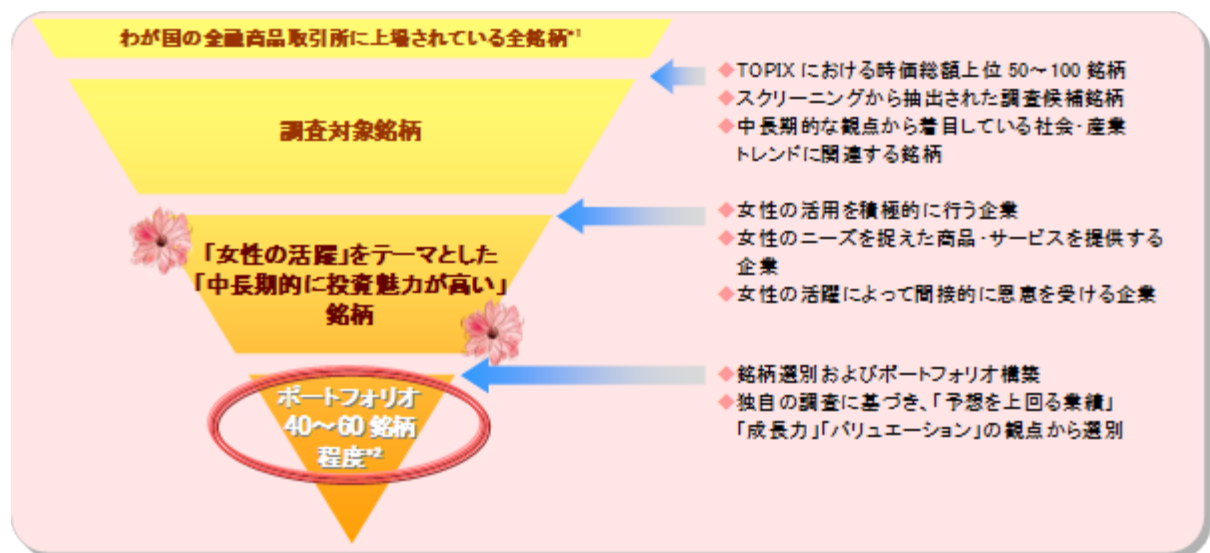 わが国の金融商品取引所に上場されている全銘柄*1
◆TOPIXにおける時価総額上位50～100銘柄
◆スクリーニングから抽出された調査候補銘柄
◆中長期的な観点から着目している社会・産業
トレンドに関連する銘柄
調査対象銘柄
◆女性の活用を積極的に行う企業
◆女性のニーズを捉えた商品・サービスを提供する
企業
◆女性の活躍によって間接的に恩恵を受ける企業
「女性の活躍」をテーマとした
「中長期的に投資魅力が高い」
銘柄
◆銘柄選別およびポートフォリオ構築
◆独自の調査に基づき、「予想を上回る業績」
「成長力」「バリュエーション」の観点から選別
ポートフォリオ
40～60銘柄
程度*2